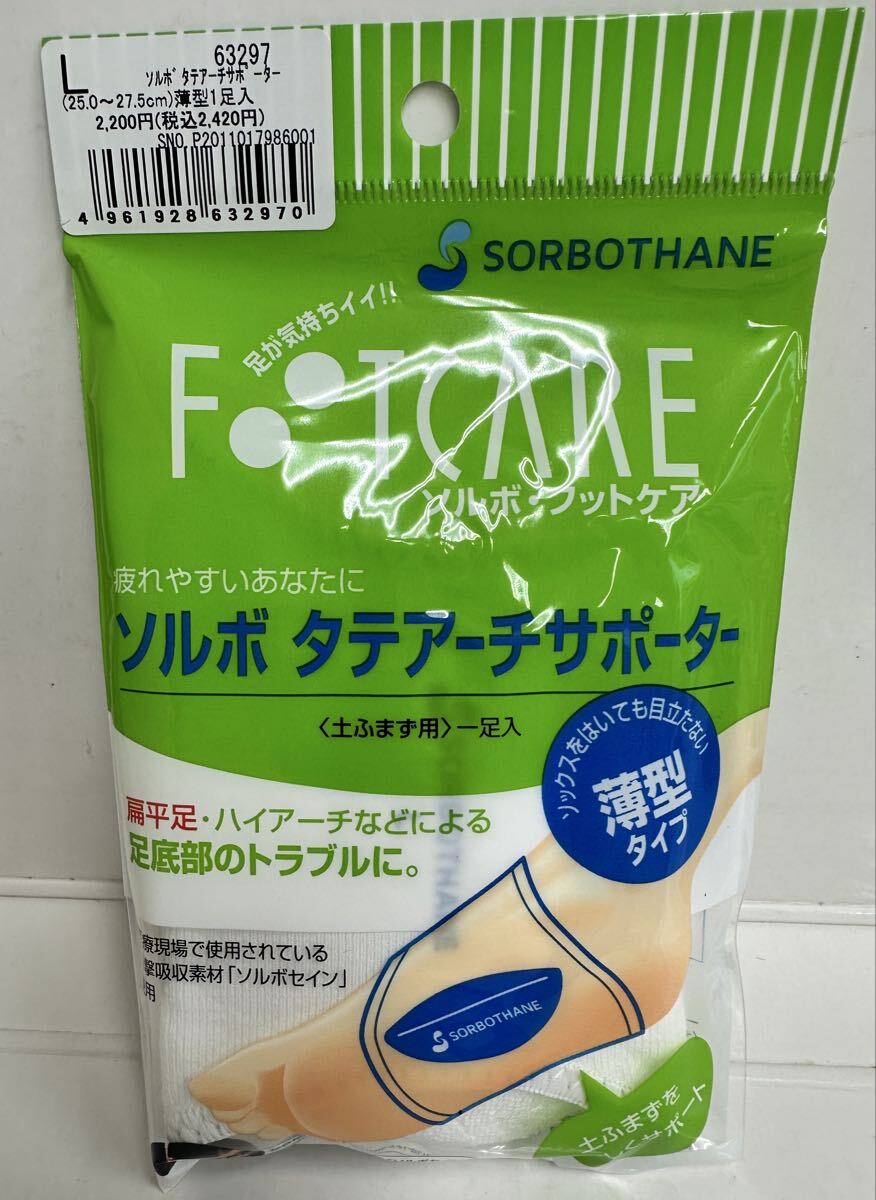 L
63297
ソルボ タテアーチサポーター
(25.0～27.5cm)薄型1足入
2,200円(税込2,420円)
SNO.P2011017986001
4 961928 632970
SORBOTHANE
足が気持ちイイ!!
FOOTCARE
ソルボ・フットケア
疲れやすいあなたに
ソルボ タテアーチサポーター
〈土ふまず用〉一足入
ソックスをはいても目立たない
薄型
タイプ
扁平足・ハイアーチなどによる
足底部のトラブルに。
療現場で使用されている
撃吸収素材「ソルボセイン」
用
SORBOTHANE
土ふまずを
サポート